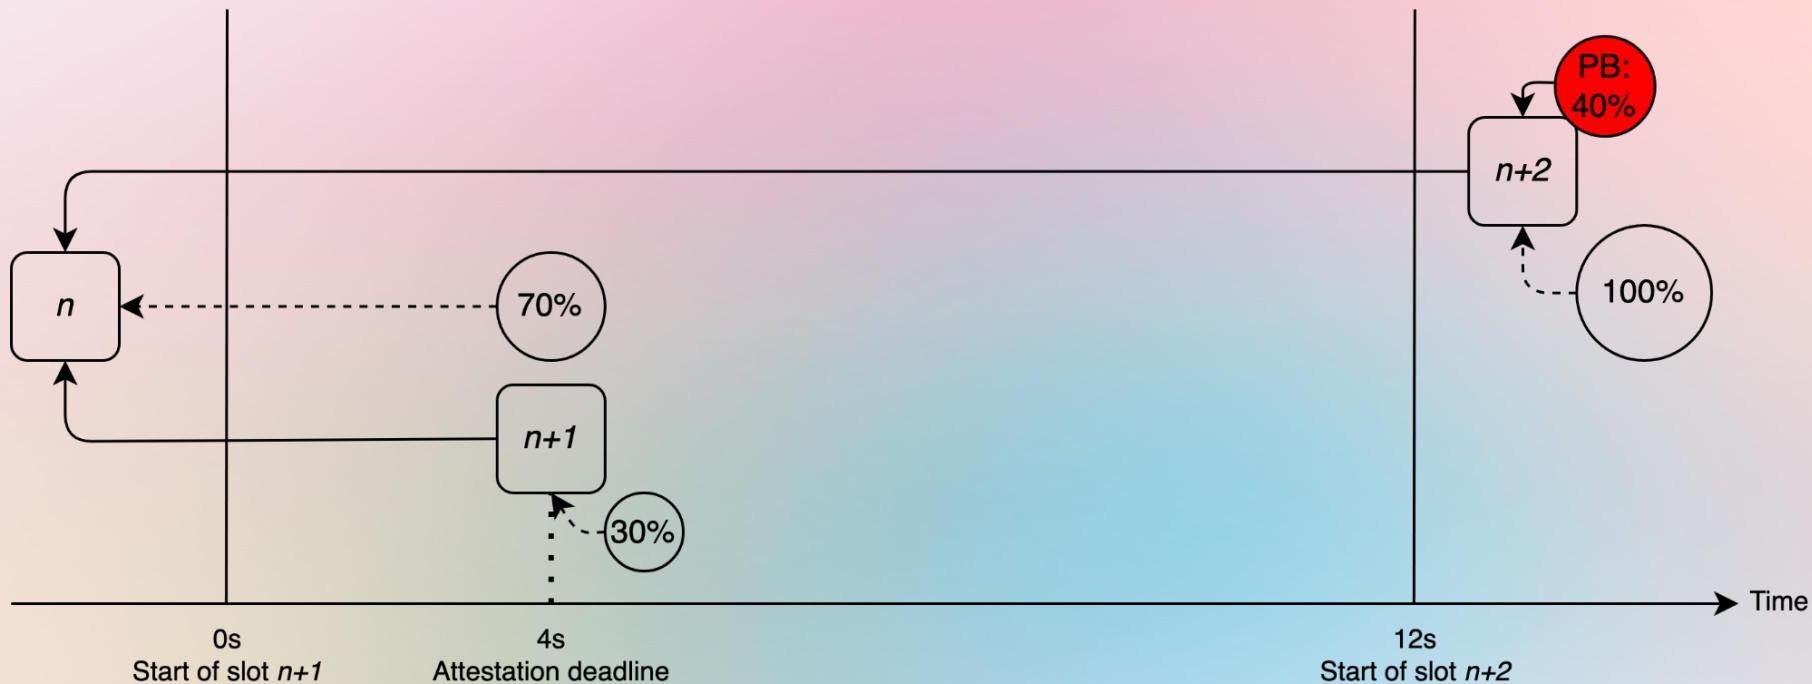 PB:
40%
n+2
n
70%
100%
n+1
30%
Time
0s
4s
12s
Start of slot n+1
Attestation deadline
Start of slot n+2